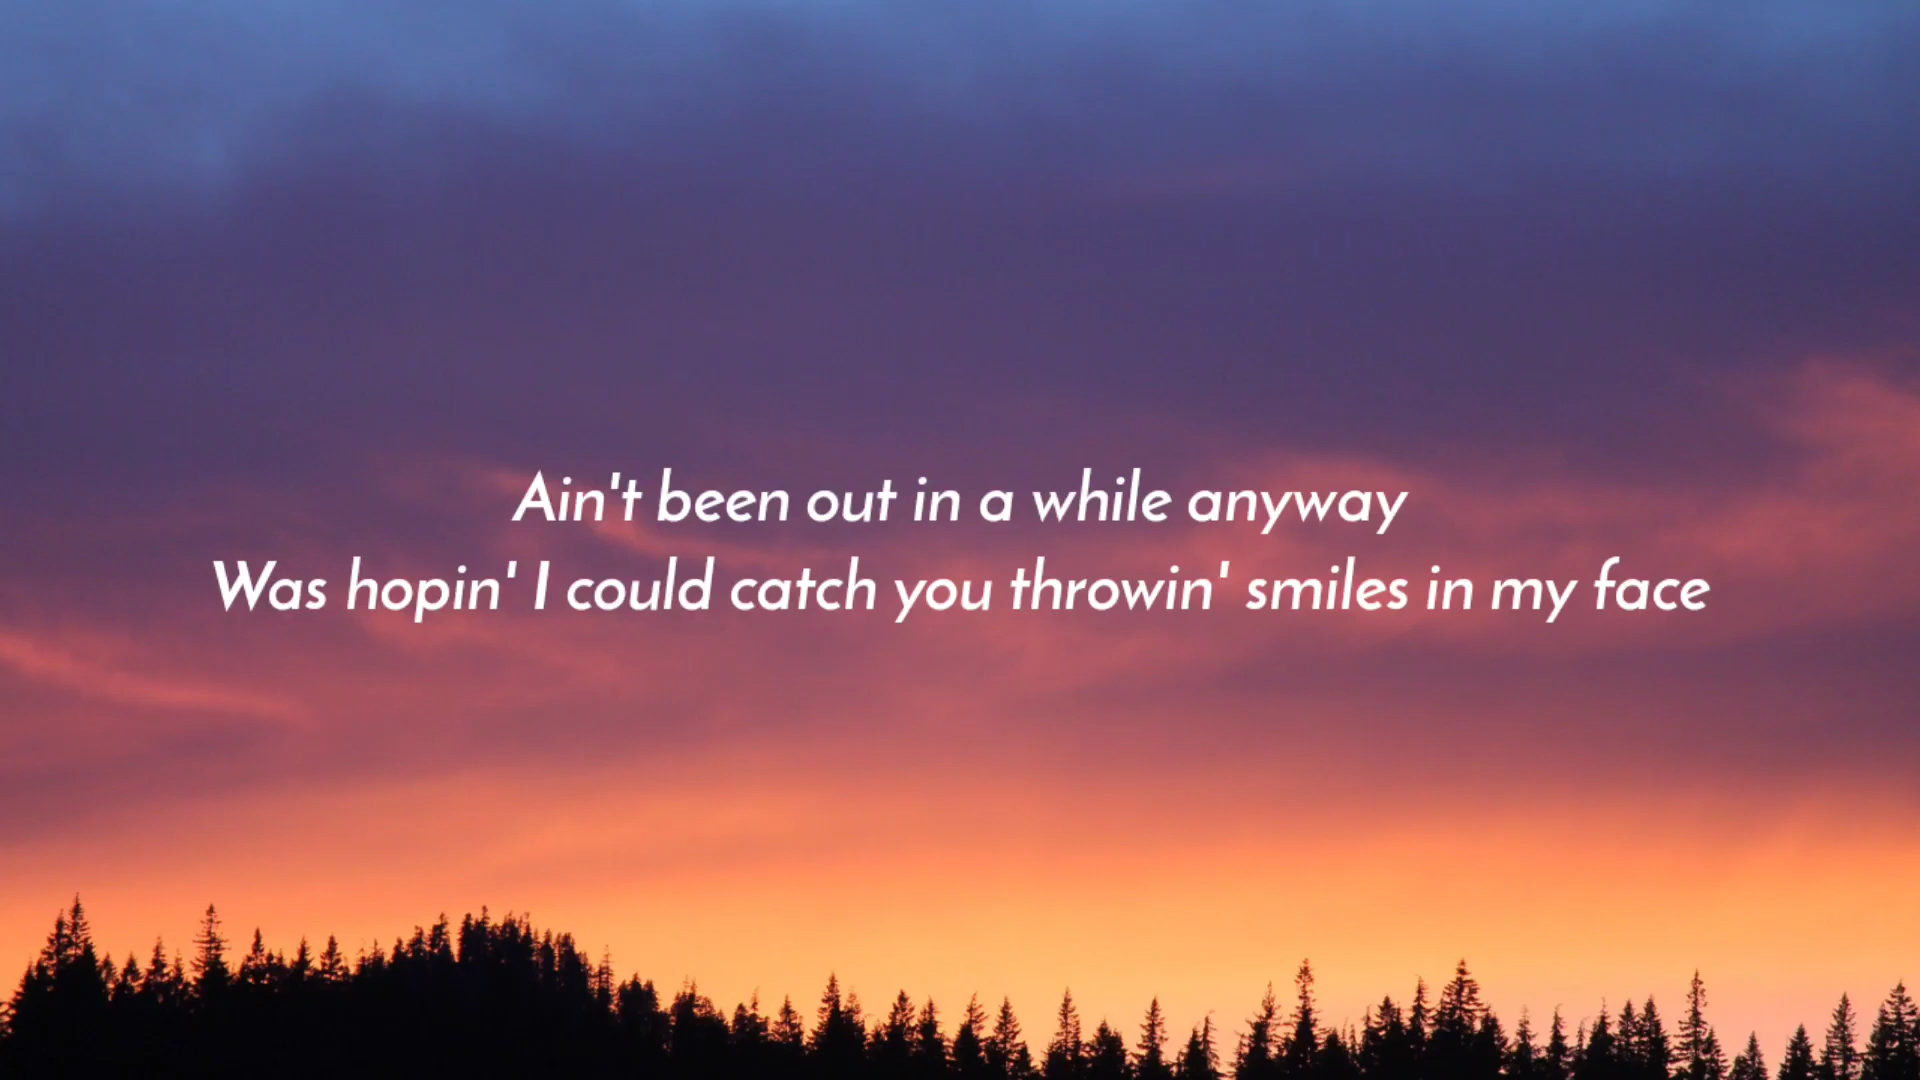 Ain't been out in a while anyway
Was hopin' I could catch you throwin' smiles in my face